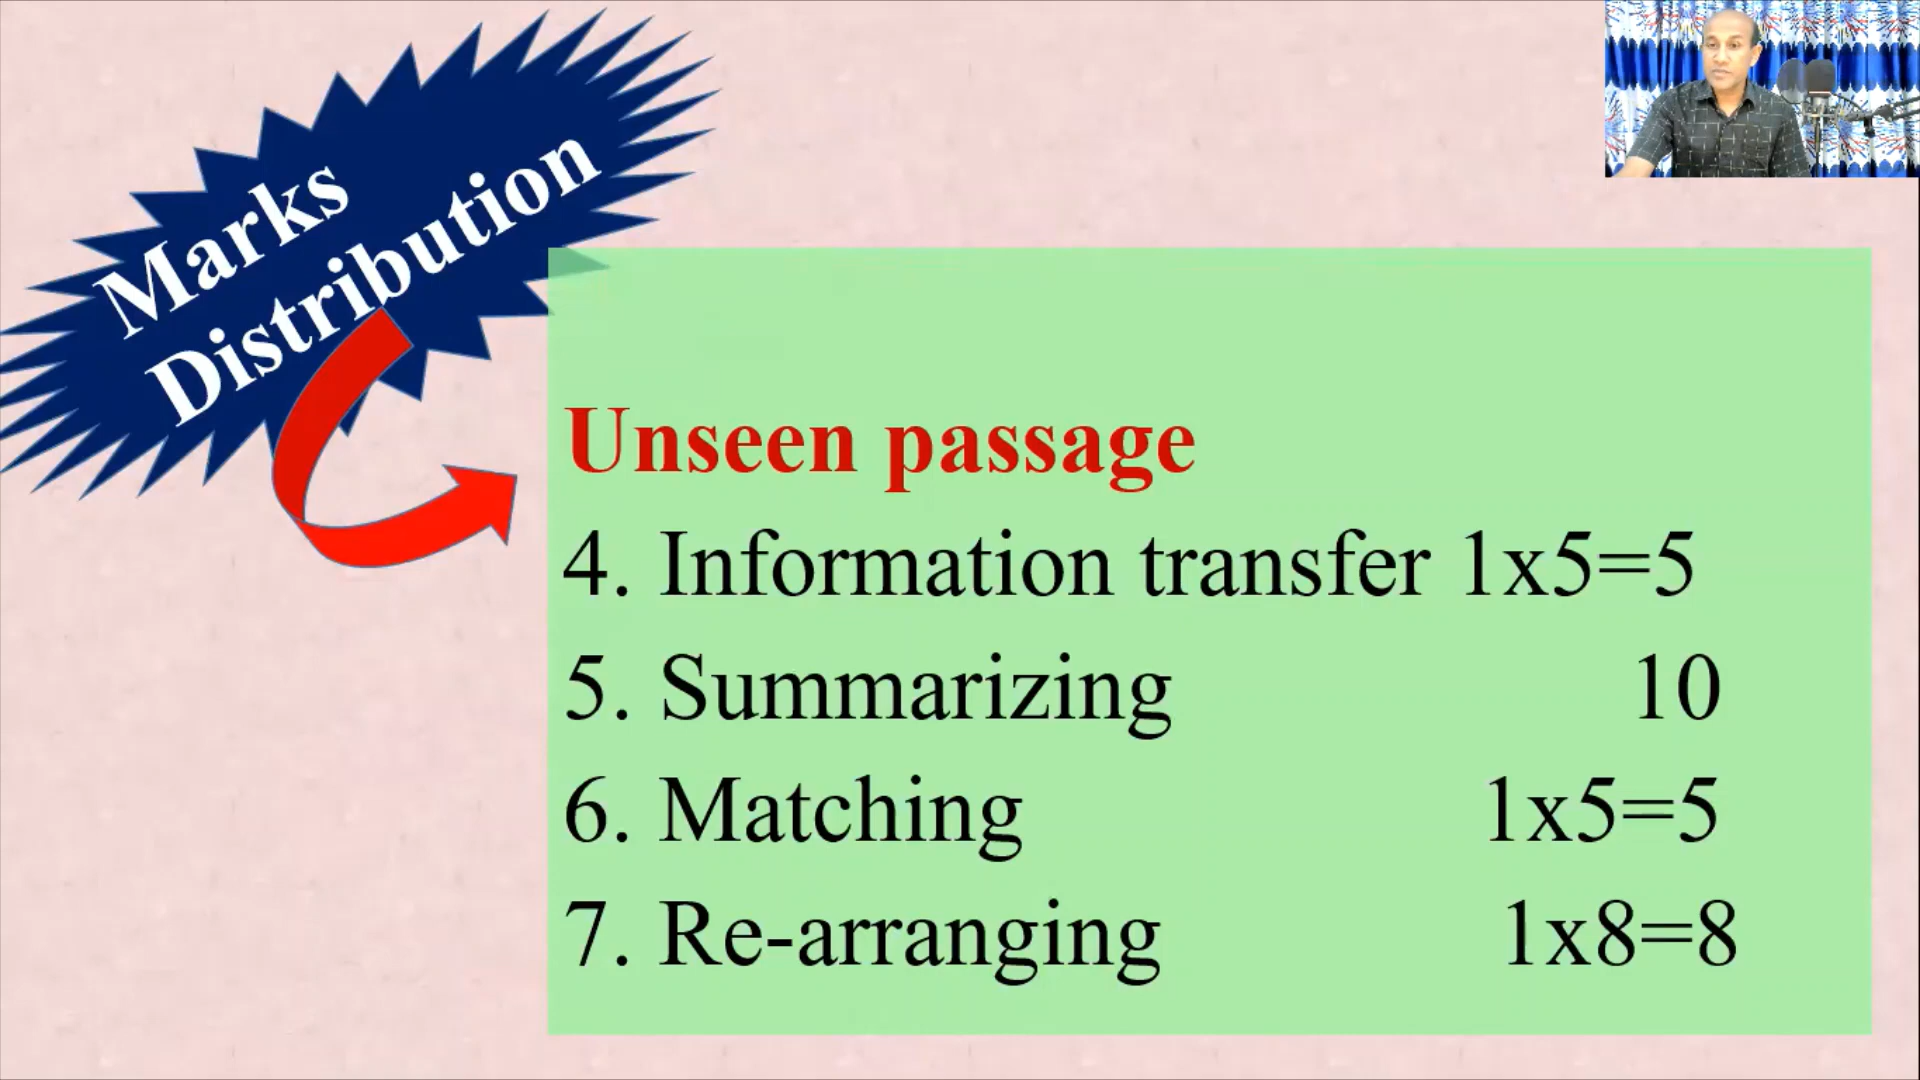 Marks
Distribution
Unseen passage
4. Information transfer 1x5=5
5. Summarizing 10
6. Matching 1x5=5
7. Re-arranging 1x8=8